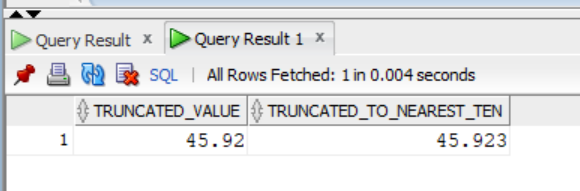 Query Result x Query Result 1 x
SQL | All Rows Fetched: 1 in 0.004 seconds
TRUNCATED_VALUE TRUNCATED_TO_NEAREST_TEN
1 45.92 45.923